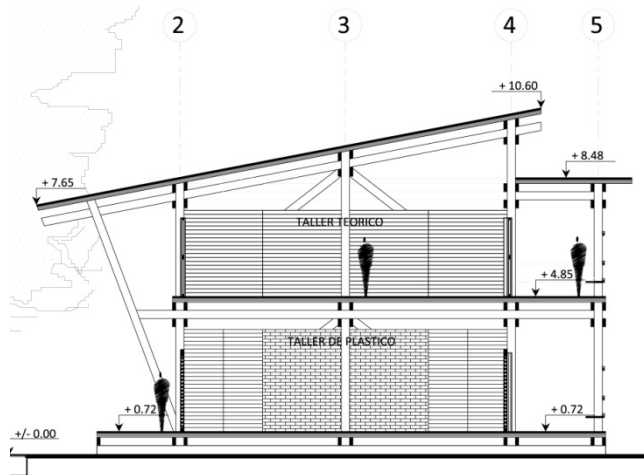 2 3 4 5
+ 10.60
+ 8.48
+ 7.65
TALLER TEORICO
+ 4.85
TALLER DE PLASTICO
+ 0.72 + 0.72
+/- 0.00